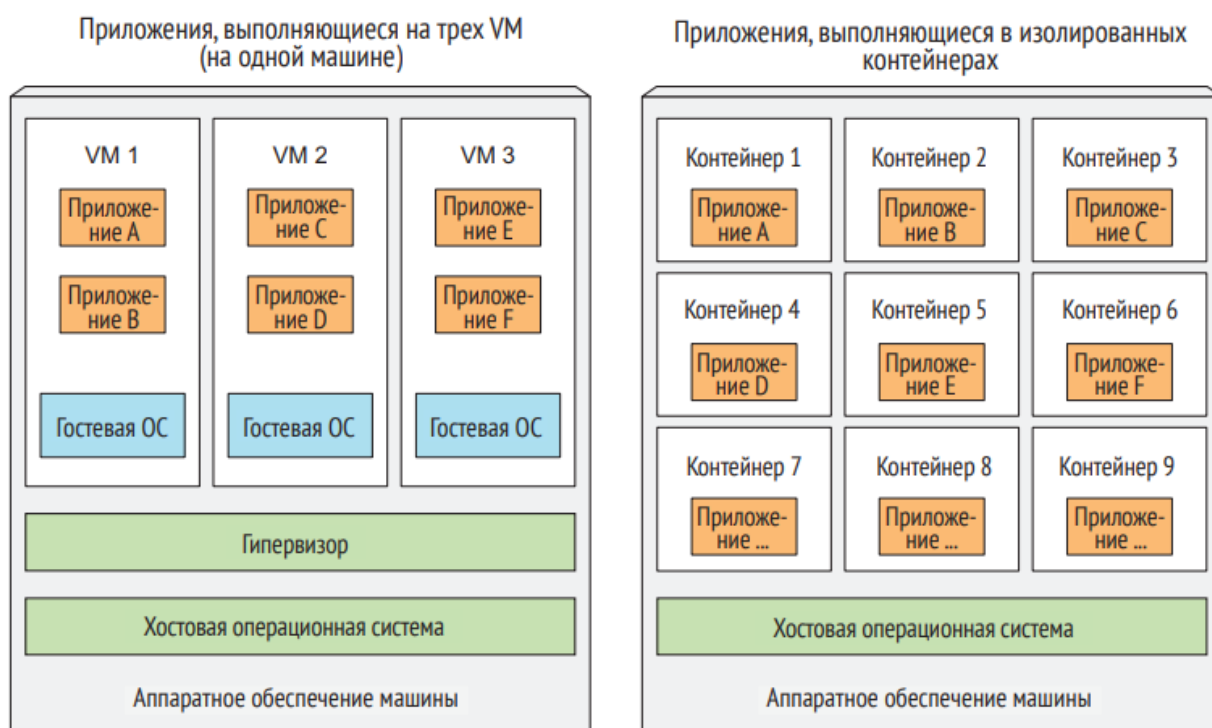 Приложения, выполняющиеся на трех VM
(на одной машине)
VM 1
Приложе-
ние A
Приложе-
ние B
Гостевая ОС
VM 2
Приложе-
ние C
Приложе-
ние D
Гостевая ОС
VM 3
Приложе-
ние E
Приложе-
ние F
Гостевая ОС
Гипервизор
Хостовая операционная система
Аппаратное обеспечение машины
Приложения, выполняющиеся в изолированных
контейнерах
Контейнер 1
Приложе-
ние A
Контейнер 2
Приложе-
ние B
Контейнер 3
Приложе-
ние C
Контейнер 4
Приложе-
ние D
Контейнер 5
Приложе-
ние E
Контейнер 6
Приложе-
ние F
Контейнер 7
Приложе-
ние ...
Контейнер 8
Приложе-
ние ...
Контейнер 9
Приложе-
ние ...
Хостовая операционная система
Аппаратное обеспечение машины